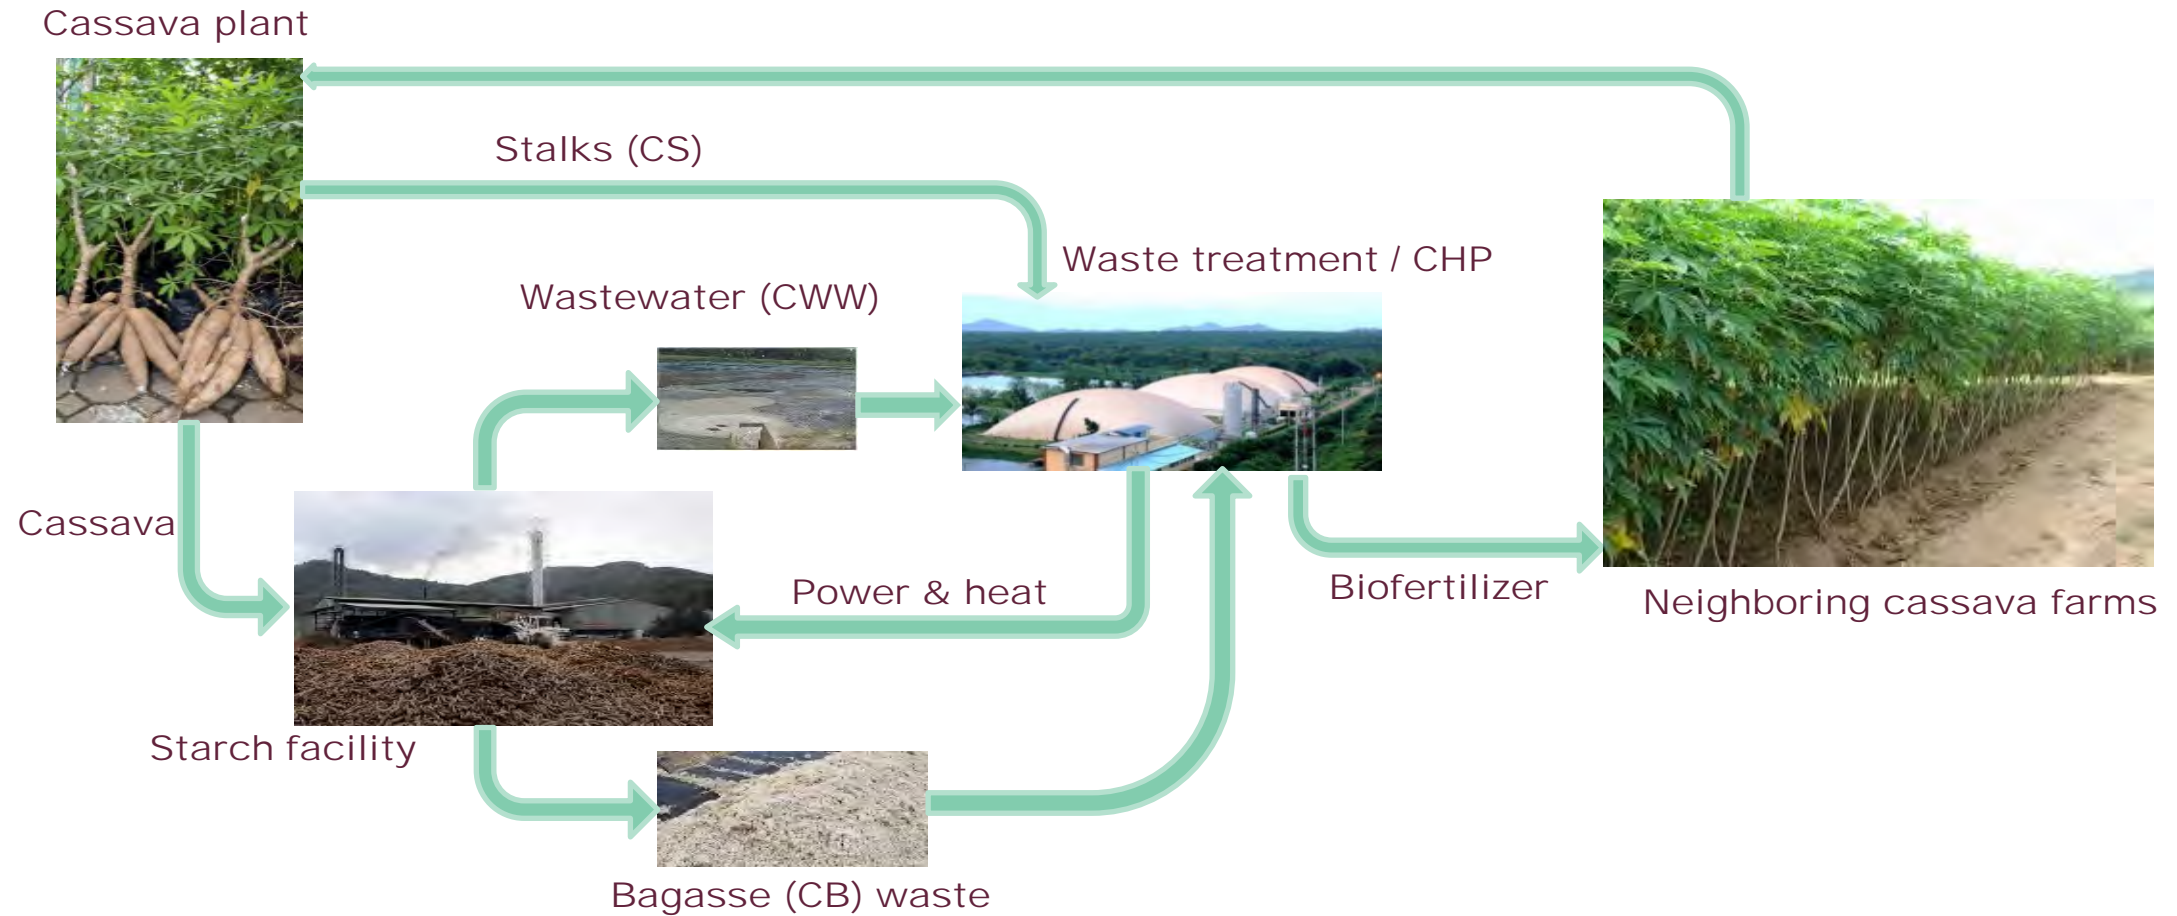 Cassava plant
Stalks (CS)
Waste treatment / CHP
Wastewater (CWW)
Cassava
Power & heat
Biofertilizer
Neighboring cassava farms
Starch facility
Bagasse (CB) waste